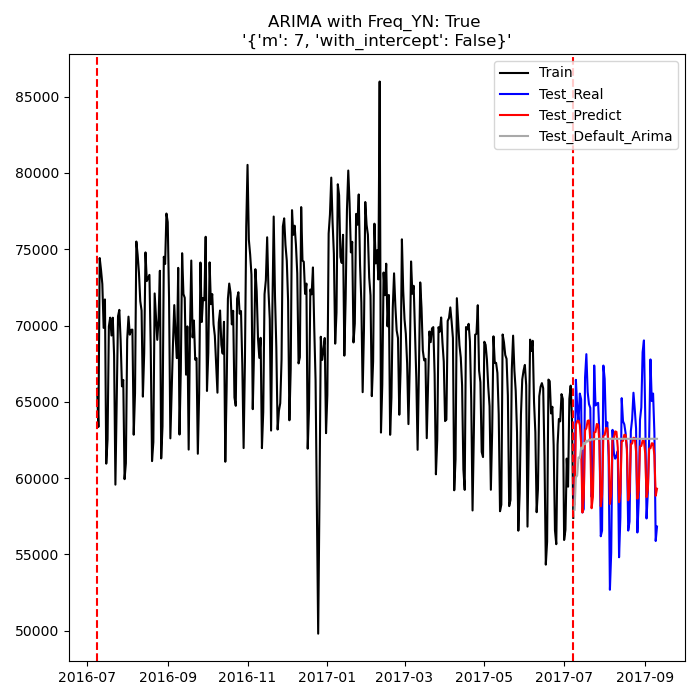 ARIMA with Freq_YN: True
'{'m': 7, 'with_intercept': False}'
Train
Test_Real
Test_Predict
Test_Default_Arima
85000
80000
75000
70000
65000
60000
55000
50000
2016-07 2016-09 2016-11 2017-01 2017-03 2017-05 2017-07 2017-09